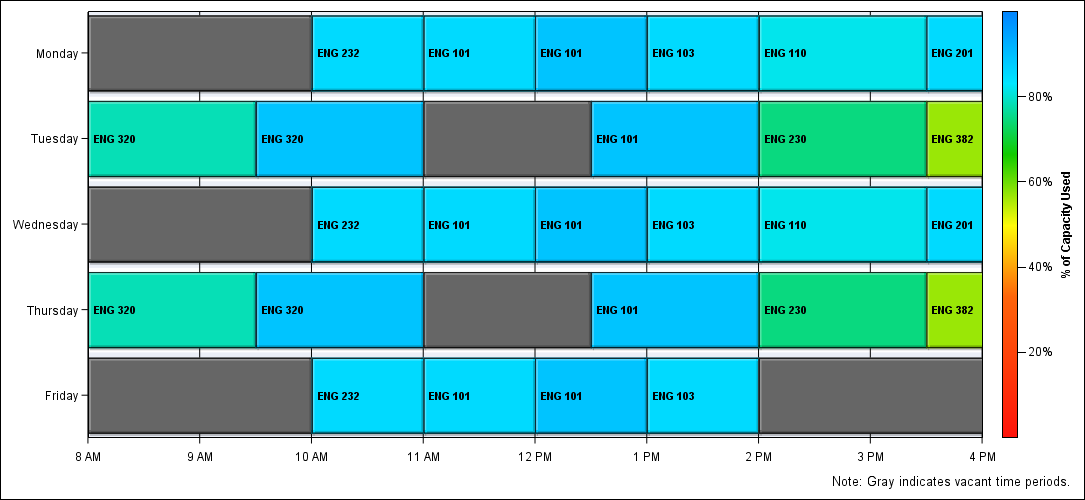 Monday ENG 232 ENG 101 ENG 101 ENG 103 ENG 110 ENG 201
Tuesday ENG 320 ENG 320 ENG 101 ENG 230 ENG 382
Wednesday ENG 232 ENG 101 ENG 101 ENG 103 ENG 110 ENG 201
Thursday ENG 320 ENG 320 ENG 101 ENG 230 ENG 382
Friday ENG 232 ENG 101 ENG 101 ENG 103
8 AM 9 AM 10 AM 11 AM 12 PM 1 PM 2 PM 3 PM 4 PM
80%
60%
40%
20%
% of Capacity Used
Note: Gray indicates vacant time periods.